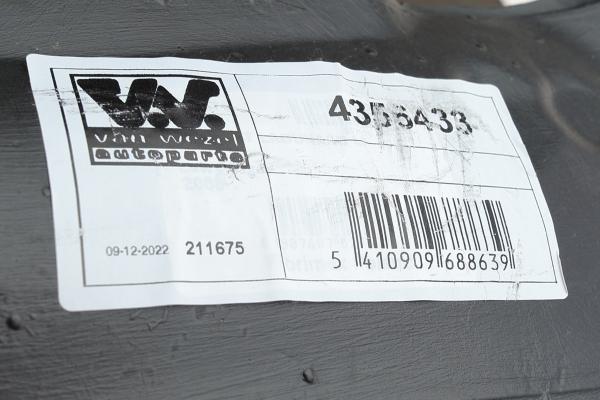 VW.
van wezel
autoparts
4356433
09-12-2022 211675
5 410909 688639